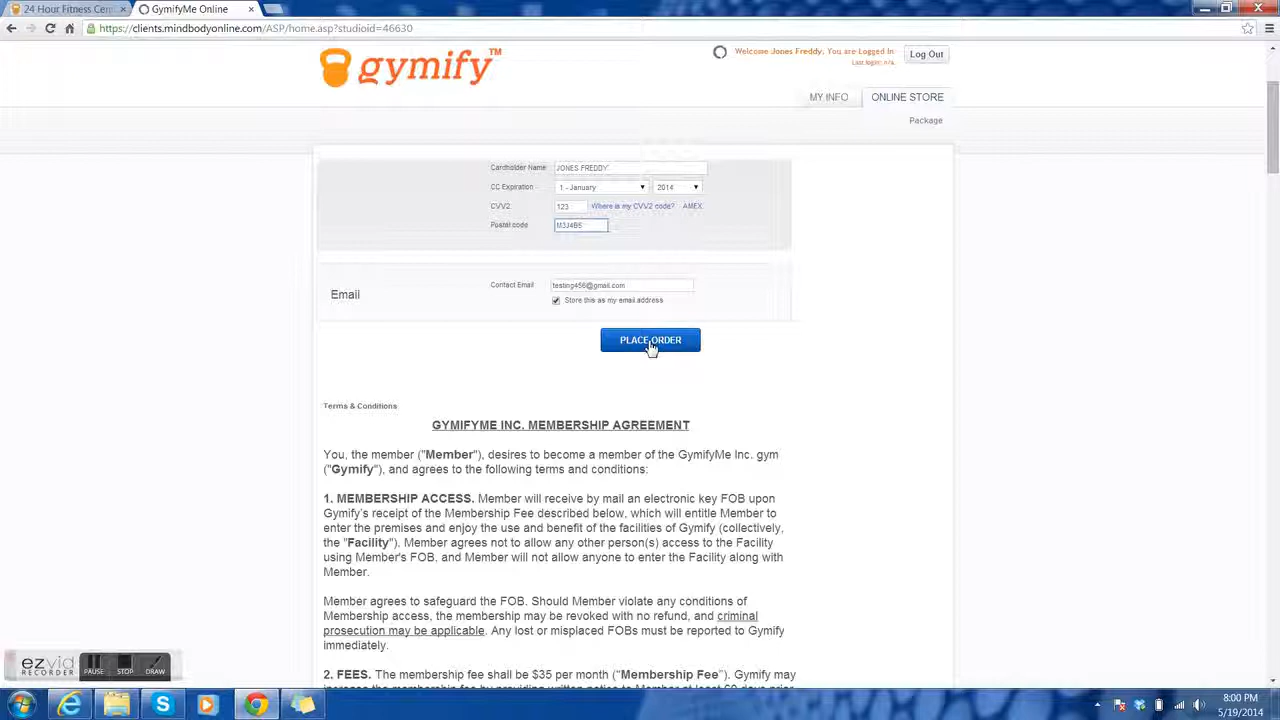 24 Hour Fitness Cent
GymifyMe Online
https://clients.mindbodyonline.com/ASP/home.asp?studioid=46630
gymify™
Welcome Jones Freddy, You are Logged In
Last login: n/a
Log Out
MY INFO
ONLINE STORE
Package
Cardholder Name JONES FREDDY
CC Expiration 1 - January 2014
CVV2 123 Where is my CVV2 code? AMEX
Postal code M3J4B5
Email
Contact Email testing456@gmail.com
Store this as my email address
PLACE ORDER
Terms & Conditions
GYMIFYME INC. MEMBERSHIP AGREEMENT
You, the member ("Member"), desires to become a member of the GymifyMe Inc. gym
("Gymify"), and agrees to the following terms and conditions:
1. MEMBERSHIP ACCESS. Member will receive by mail an electronic key FOB upon
Gymify's receipt of the Membership Fee described below, which will entitle Member to
enter the premises and enjoy the use and benefit of the facilities of Gymify (collectively,
the "Facility"). Member agrees not to allow any other person(s) access to the Facility
using Member's FOB, and Member will not allow anyone to enter the Facility along with
Member.
Member agrees to safeguard the FOB. Should Member violate any conditions of
Membership access, the membership may be revoked with no refund, and criminal
prosecution may be applicable. Any lost or misplaced FOBs must be reported to Gymify
immediately.
2. FEES. The membership fee shall be $35 per month ("Membership Fee"). Gymify may
ezvid
RECORDER
PAUSE STOP DRAW
8:00 PM
5/19/2014